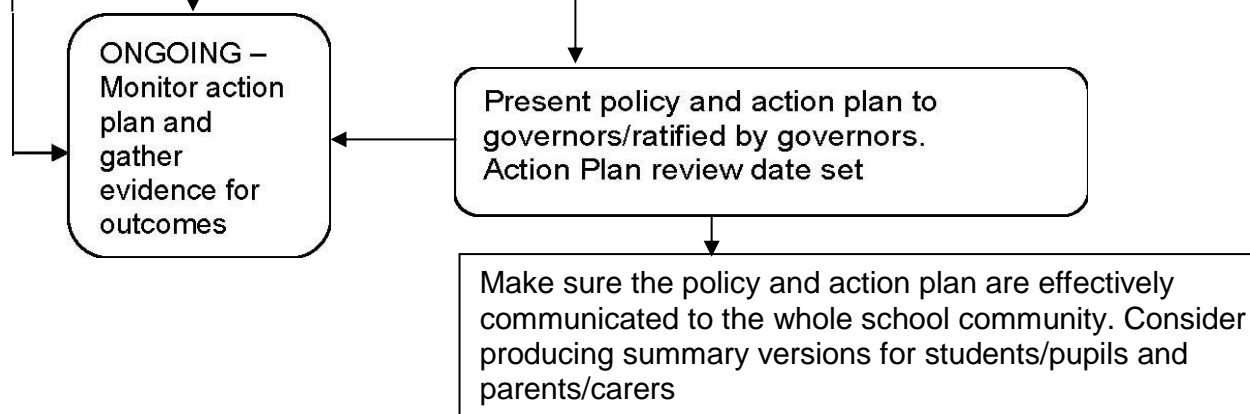 ONGOING –
Monitor action
plan and
gather
evidence for
outcomes
Present policy and action plan to
governors/ratified by governors.
Action Plan review date set
Make sure the policy and action plan are effectively
communicated to the whole school community. Consider
producing summary versions for students/pupils and
parents/carers